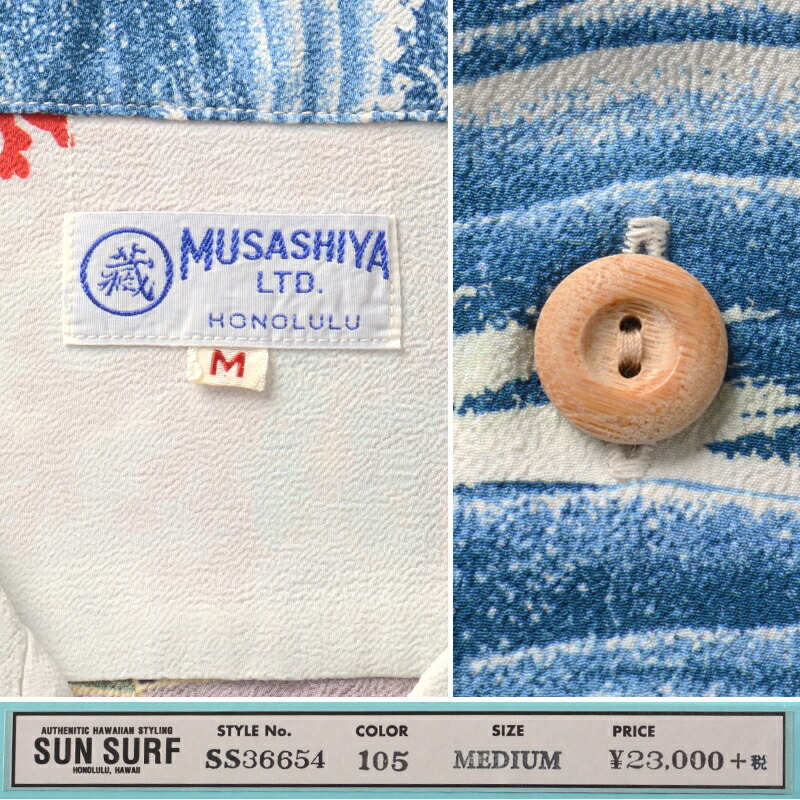 藏
MUSASHIYA
LTD.
HONOLULU
M
AUTHENITIC HAWAIIAN STYLING
SUN SURF
HONOLULU, HAWAII
STYLE No.
SS36654
COLOR
105
SIZE
MEDIUM
PRICE
¥23,000+税